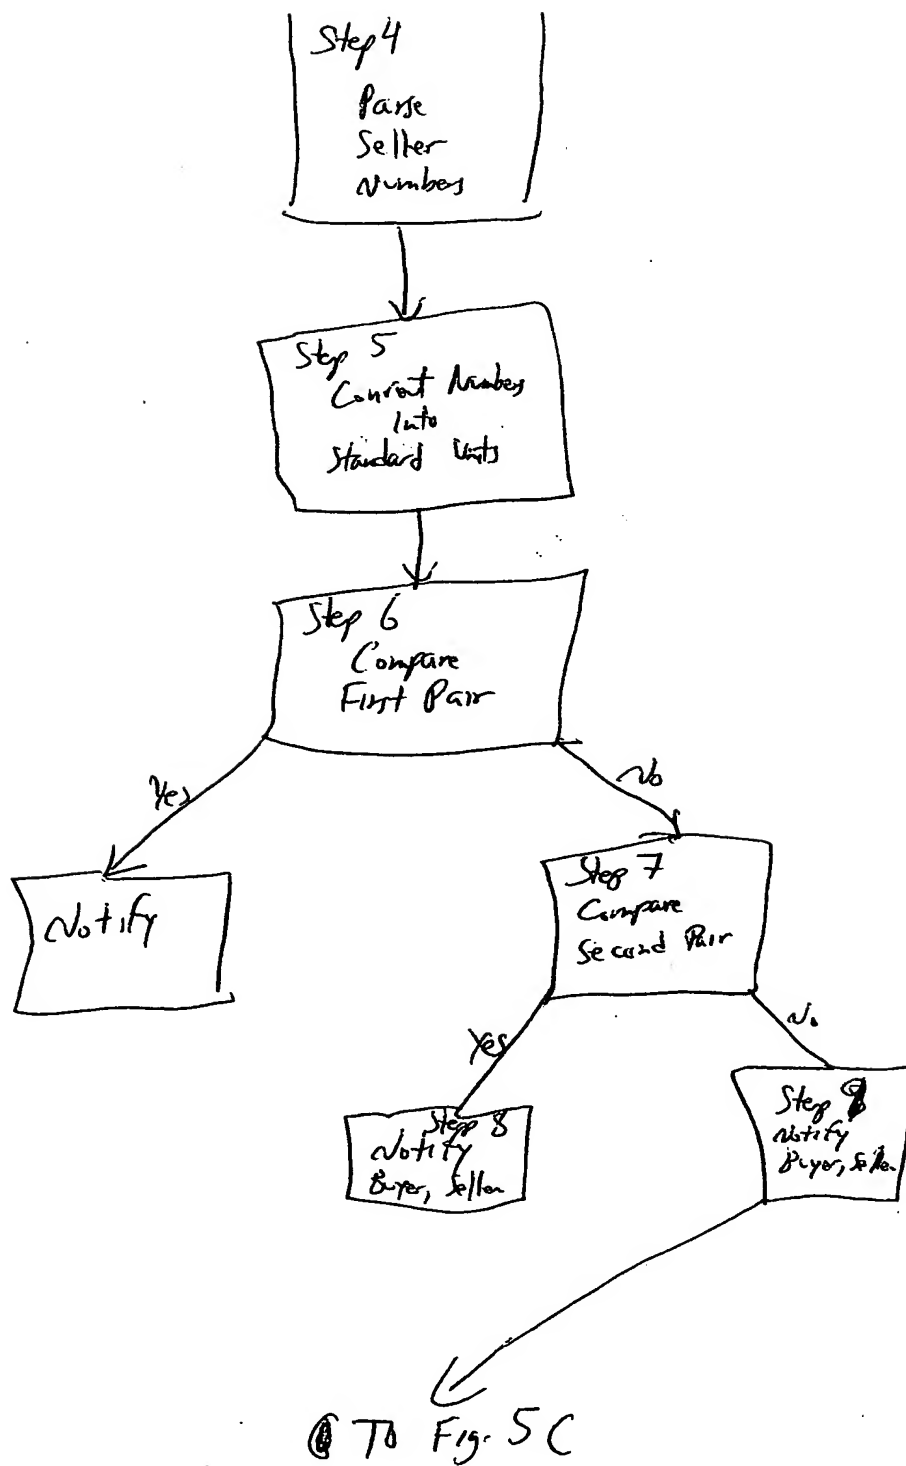 Step 4
Parse
Seller
Numbers
Step 5
Convert Numbers
Into
Standard Units
Step 6
Compare
First Pair
Yes
No
Notify
Step 7
Compare
Second Pair
Yes
No
Step 8
Notify
Buyer, Seller
Step 9
Notify
Buyer, Seller
To Fig. 5C